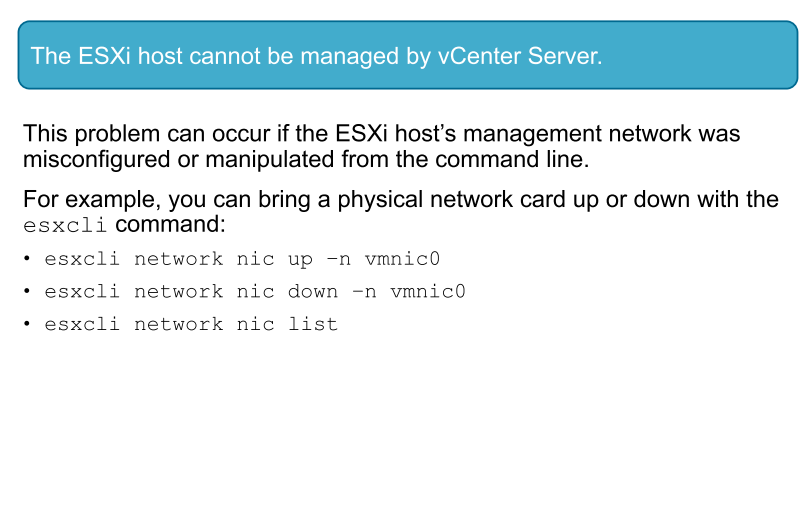 The ESXi host cannot be managed by vCenter Server.
This problem can occur if the ESXi host’s management network was
misconfigured or manipulated from the command line.
For example, you can bring a physical network card up or down with the
esxcli command:
• esxcli network nic up –n vmnic0
• esxcli network nic down –n vmnic0
• esxcli network nic list